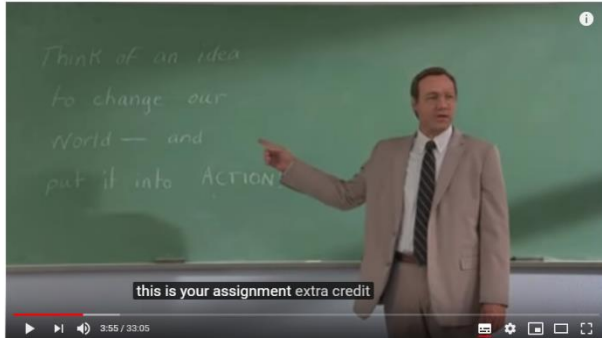 Think of an idea
to change our
World — and
put it into ACTION!
this is your assignment extra credit
3:55 / 33:05